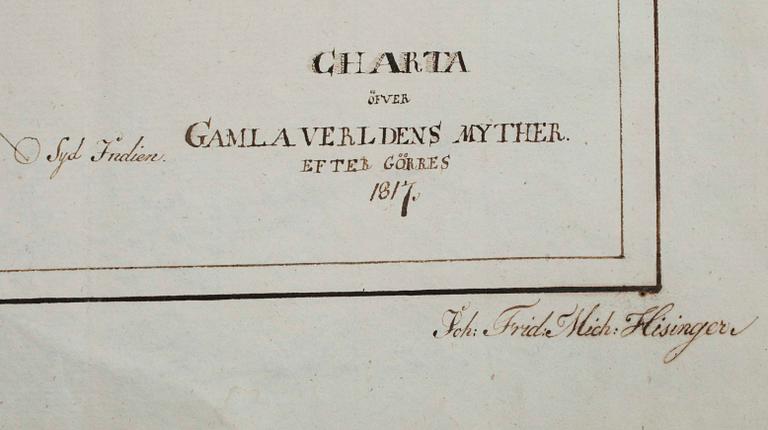 CHARTA
ÖFVER
GAMLA VERLDENS MYTHER.
EFTER GÖRRES
1817.
Syd Indien.
Joh: Frid: Mich: Hisinger